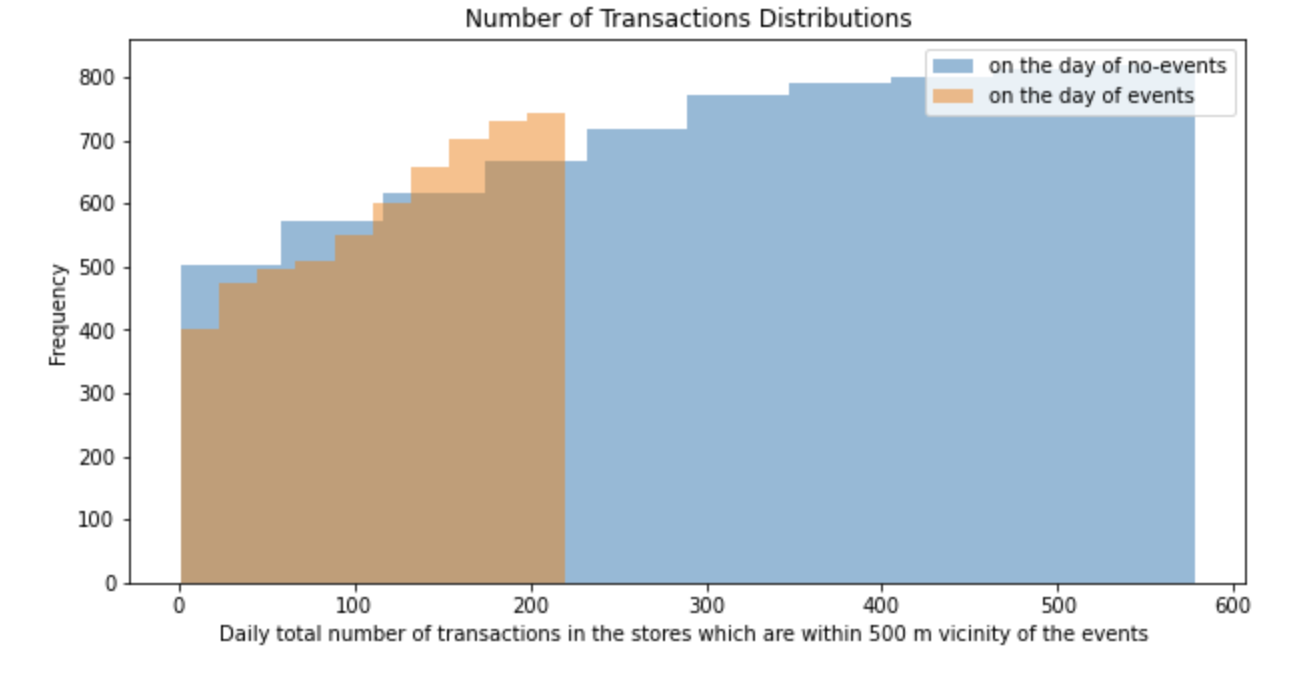 Number of Transactions Distributions
on the day of no-events
on the day of events
800
700
600
500
400
300
200
100
0
Frequency
0 100 200 300 400 500 600
Daily total number of transactions in the stores which are within 500 m vicinity of the events